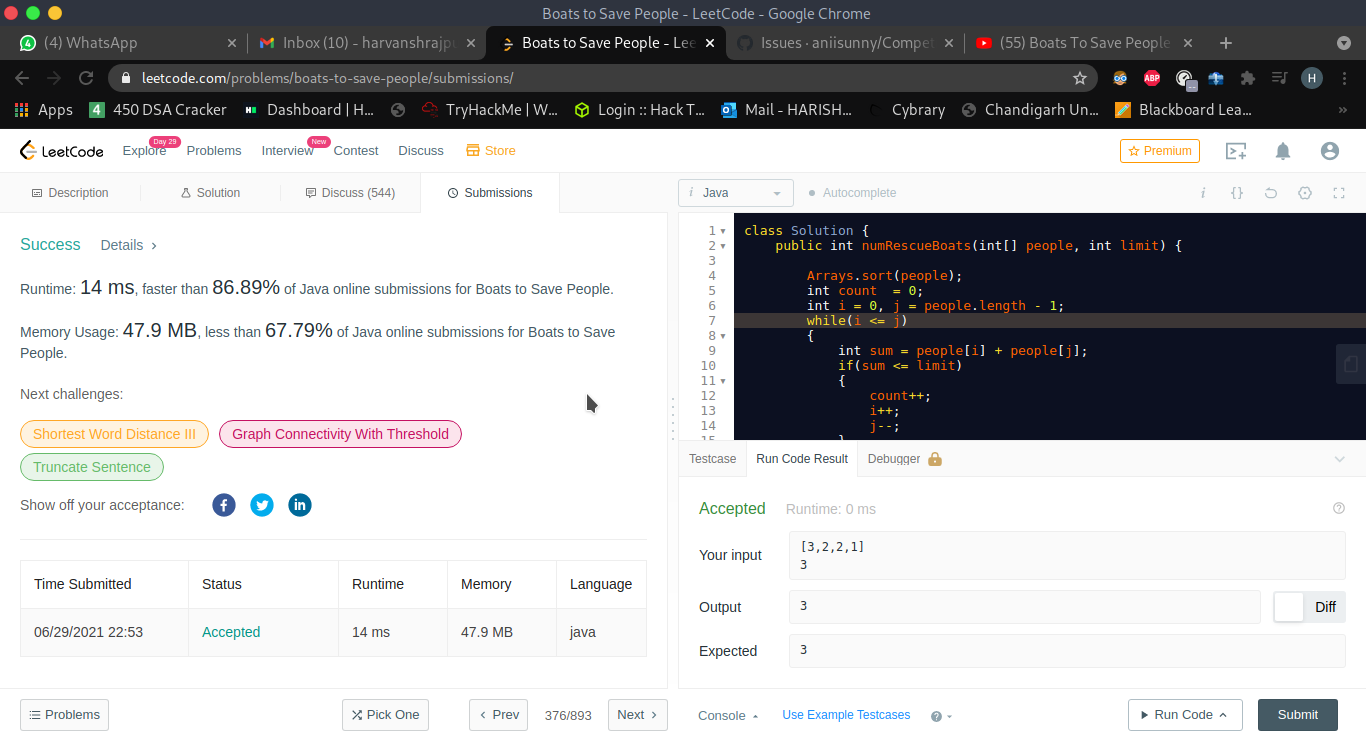 Boats to Save People - LeetCode - Google Chrome
(4) WhatsApp
Inbox (10) - harvanshrajpu
Boats to Save People - Lee
Issues · aniisunny/Compet
(55) Boats To Save People
leetcode.com/problems/boats-to-save-people/submissions/
ABP
H
Apps
4 450 DSA Cracker
Dashboard | H...
TryHackMe | W...
Login :: Hack T...
Mail - HARISH...
Cybrary
Chandigarh Un...
Blackboard Lea...
»
LeetCode
Explore Day 29
Problems
Interview New
Contest
Discuss
Store
Premium
Description
Solution
Discuss (544)
Submissions
i Java
Autocomplete
Success Details
Runtime: 14 ms, faster than 86.89% of Java online submissions for Boats to Save People.
Memory Usage: 47.9 MB, less than 67.79% of Java online submissions for Boats to Save
People.
Next challenges:
Shortest Word Distance III Graph Connectivity With Threshold
Truncate Sentence
Show off your acceptance:
Time Submitted Status Runtime Memory Language
06/29/2021 22:53 Accepted 14 ms 47.9 MB java
1 class Solution {
2 public int numRescueBoats(int[] people, int limit) {
3
4 Arrays.sort(people);
5 int count  = 0;
6 int i = 0, j = people.length - 1;
7 while(i <= j)
8 {
9 int sum = people[i] + people[j];
10 if(sum <= limit)
11 {
12 count++;
13 i++;
14 j--;
15 }
Testcase Run Code Result Debugger
Accepted Runtime: 0 ms
Your input
[3,2,2,1]
3
Output 3 Diff
Expected 3
Problems
Pick One
Prev
376/893
Next
Console
Use Example Testcases
Run Code
Submit